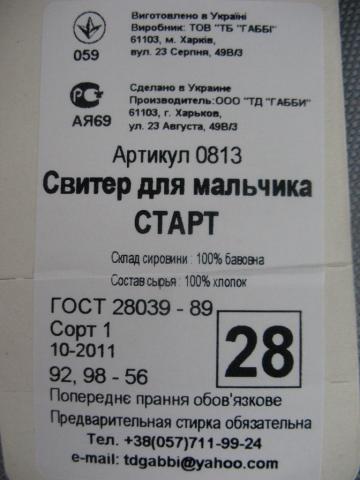 Виготовлено в Україні
Виробник: ТОВ "ТБ "ГАББІ"
61103, м. Харків,
вул. 23 Серпня, 49В/3
059
Сделано в Украине
Производитель:ООО "ТД "ГАББИ"
61103, г. Харьков,
ул. 23 Августа, 49В/3
РС
АЯ69
Артикул 0813
Свитер для мальчика
СТАРТ
Склад сировини : 100% бавовна
Состав сырья : 100% хлопок
ГОСТ 28039 - 89
Сорт 1
10-2011
92, 98 - 56
28
Попереднє прання обов'язкове
Предварительная стирка обязательна
Тел. +38(057)711-99-24
e-mail: tdgabbi@yahoo.com